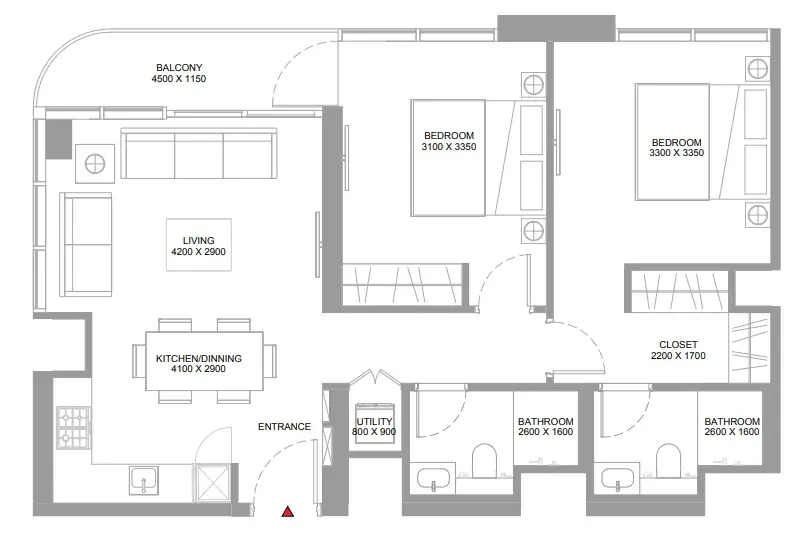 BALCONY
4500 X 1150
BEDROOM
3100 X 3350
BEDROOM
3300 X 3350
LIVING
4200 X 2900
KITCHEN/DINNING
4100 X 2900
CLOSET
2200 X 1700
ENTRANCE
UTILITY
800 X 900
BATHROOM
2600 X 1600
BATHROOM
2600 X 1600